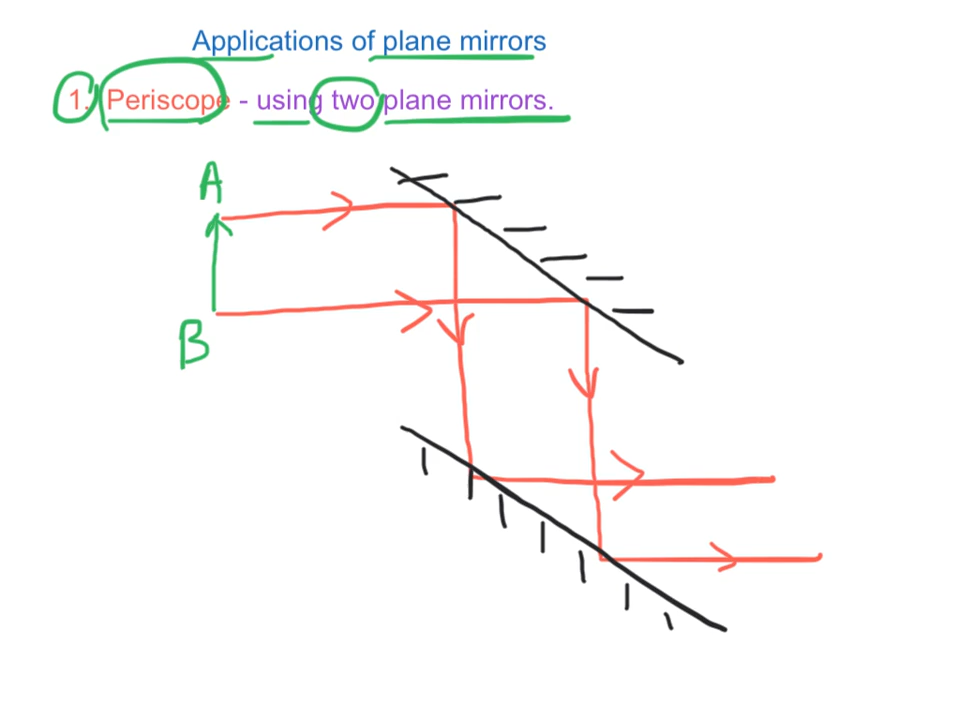 Applications of plane mirrors
1. Periscope - using two plane mirrors.
A
B